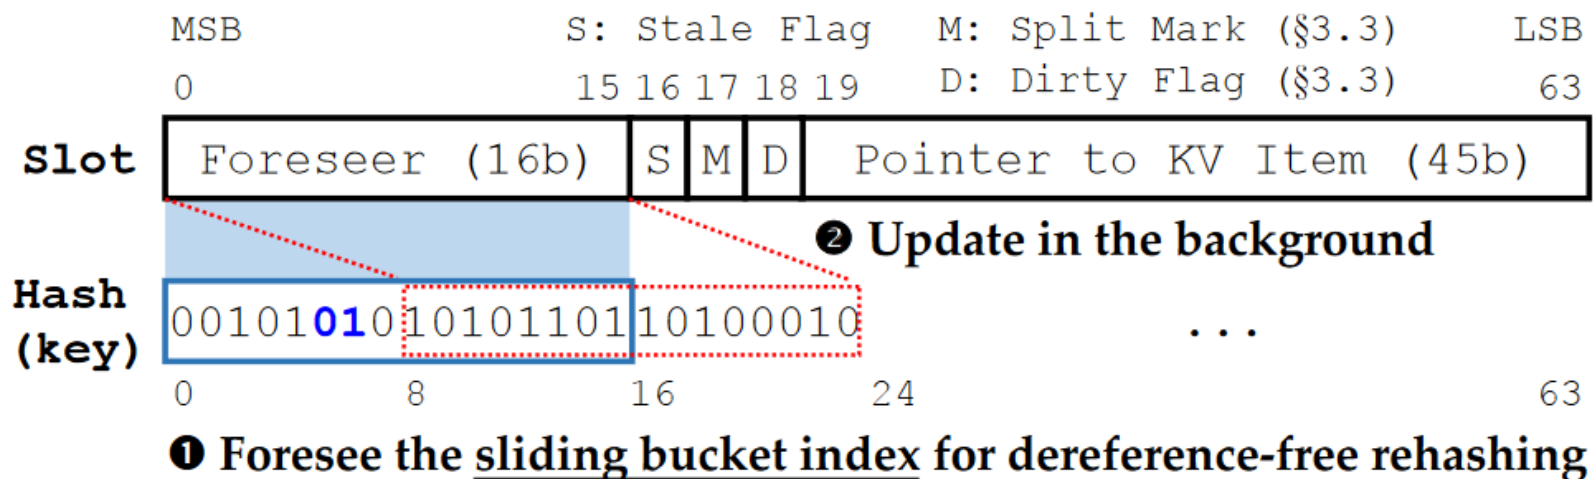 MSB S: Stale Flag M: Split Mark (§3.3) LSB
0 15 16 17 18 19 D: Dirty Flag (§3.3) 63
Slot Foreseer (16b) S M D Pointer to KV Item (45b)
❷ Update in the background
Hash
(key) 001010101010110110100010 ...
0 8 16 24 63
❶ Foresee the sliding bucket index for dereference-free rehashing